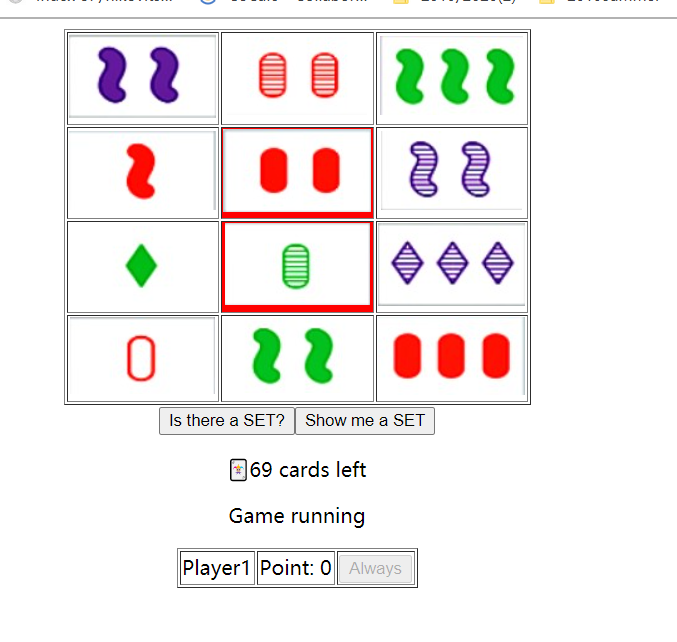 Is there a SET? Show me a SET
🃏69 cards left
Game running
Player1 Point: 0 Always